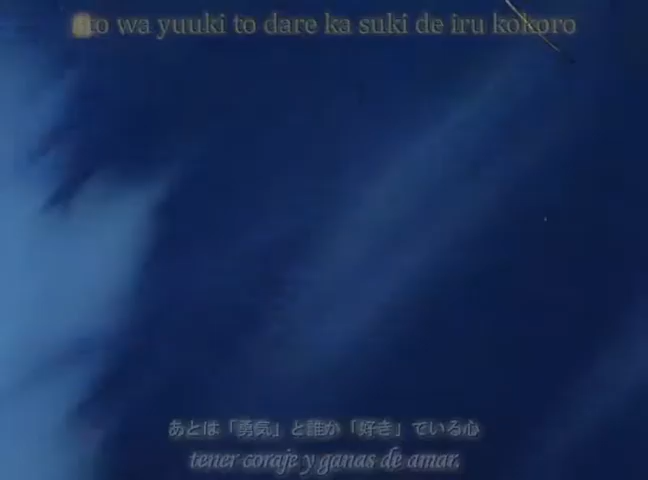 ato wa yuuki to dare ka suki de iru kokoro
あとは「勇気」と誰か「好き」でいる心
tener coraje y ganas de amar.